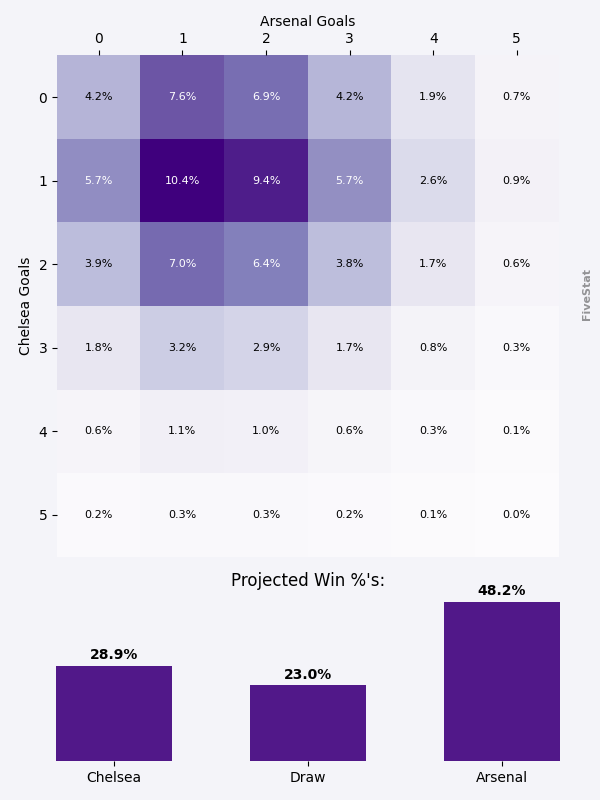 Arsenal Goals
0 1 2 3 4 5
0 4.2% 7.6% 6.9% 4.2% 1.9% 0.7%
1 5.7% 10.4% 9.4% 5.7% 2.6% 0.9%
2 3.9% 7.0% 6.4% 3.8% 1.7% 0.6%
3 1.8% 3.2% 2.9% 1.7% 0.8% 0.3%
4 0.6% 1.1% 1.0% 0.6% 0.3% 0.1%
5 0.2% 0.3% 0.3% 0.2% 0.1% 0.0%
Chelsea Goals
FiveStat
Projected Win %'s:
28.9% 23.0% 48.2%
Chelsea Draw Arsenal